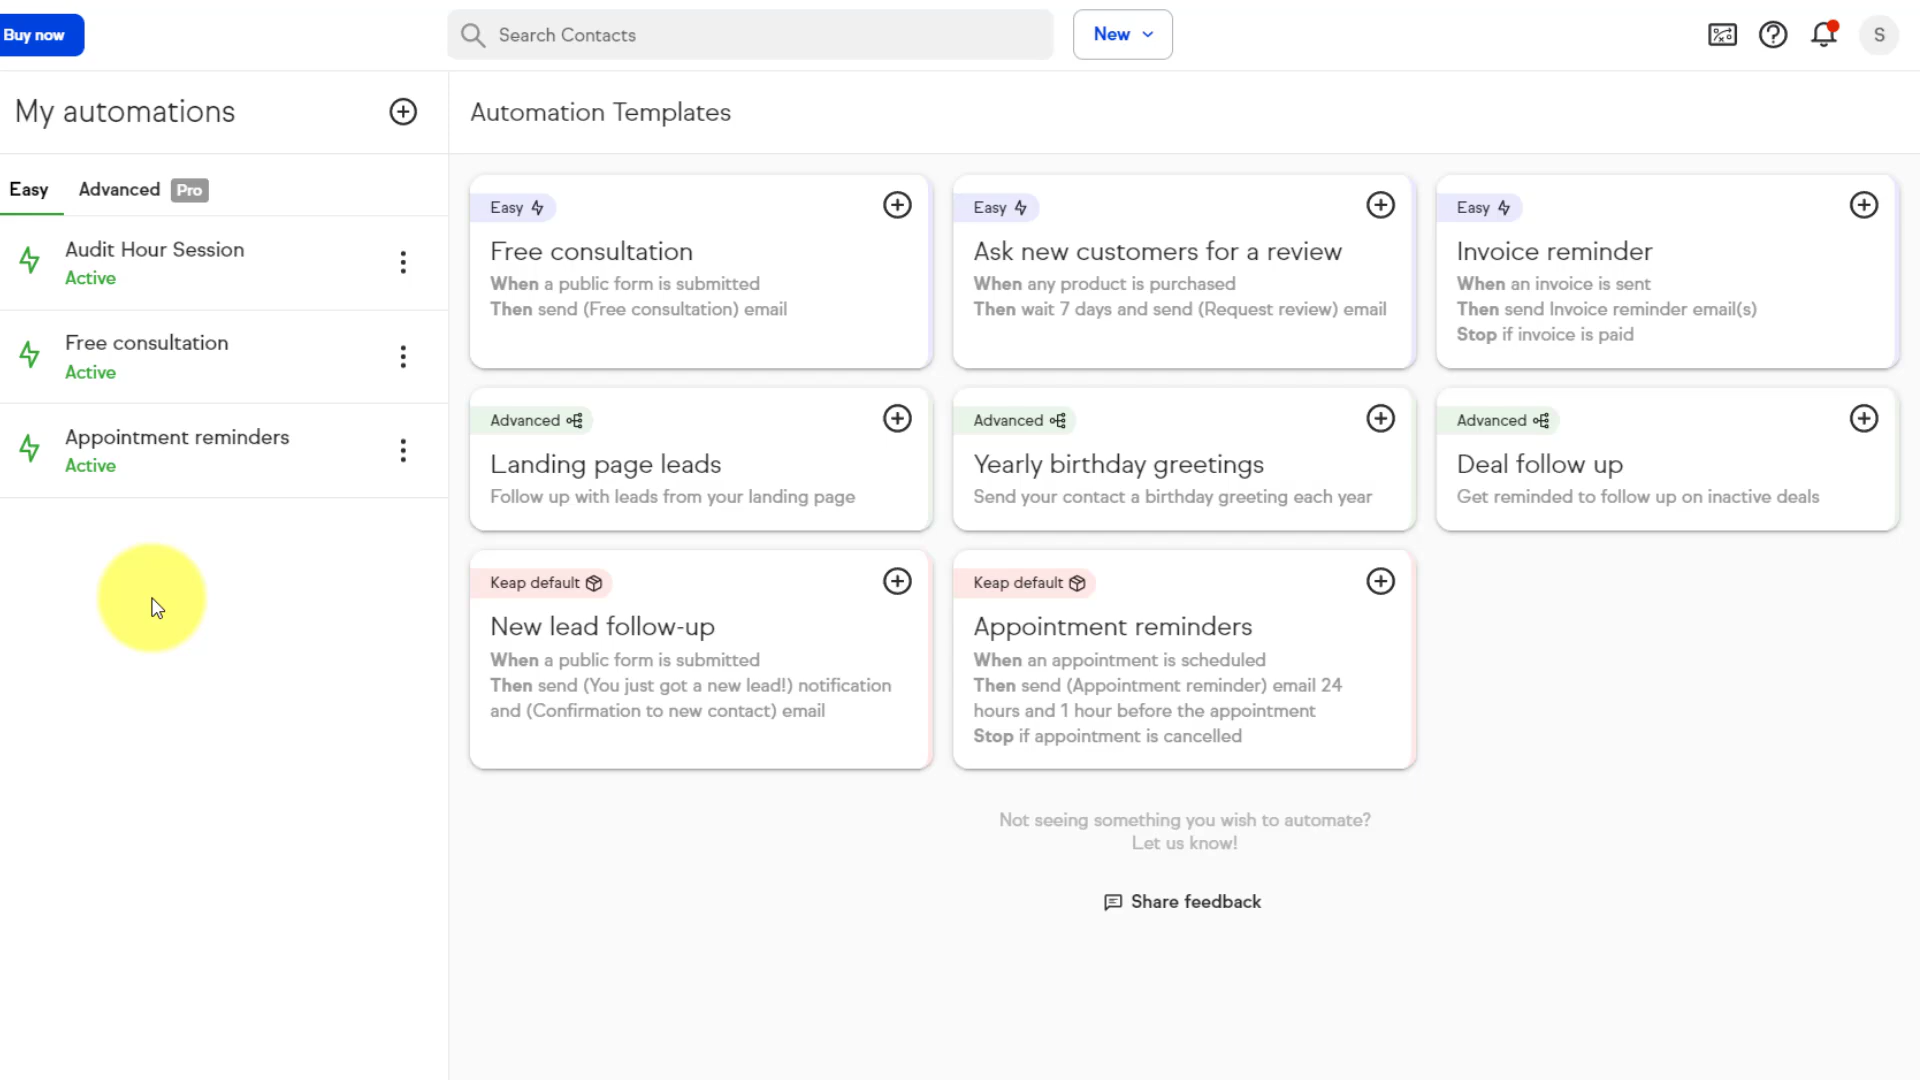 Buy now
Search Contacts
New
S
My automations
Automation Templates
Easy
Advanced Pro
Audit Hour Session
Active
Free consultation
Active
Appointment reminders
Active
Easy
Free consultation
When a public form is submitted
Then send (Free consultation) email
Easy
Ask new customers for a review
When any product is purchased
Then wait 7 days and send (Request review) email
Easy
Invoice reminder
When an invoice is sent
Then send Invoice reminder email(s)
Stop if invoice is paid
Advanced
Landing page leads
Follow up with leads from your landing page
Advanced
Yearly birthday greetings
Send your contact a birthday greeting each year
Advanced
Deal follow up
Get reminded to follow up on inactive deals
Keap default
New lead follow-up
When a public form is submitted
Then send (You just got a new lead!) notification
and (Confirmation to new contact) email
Keap default
Appointment reminders
When an appointment is scheduled
Then send (Appointment reminder) email 24
hours and 1 hour before the appointment
Stop if appointment is cancelled
Not seeing something you wish to automate?
Let us know!
Share feedback